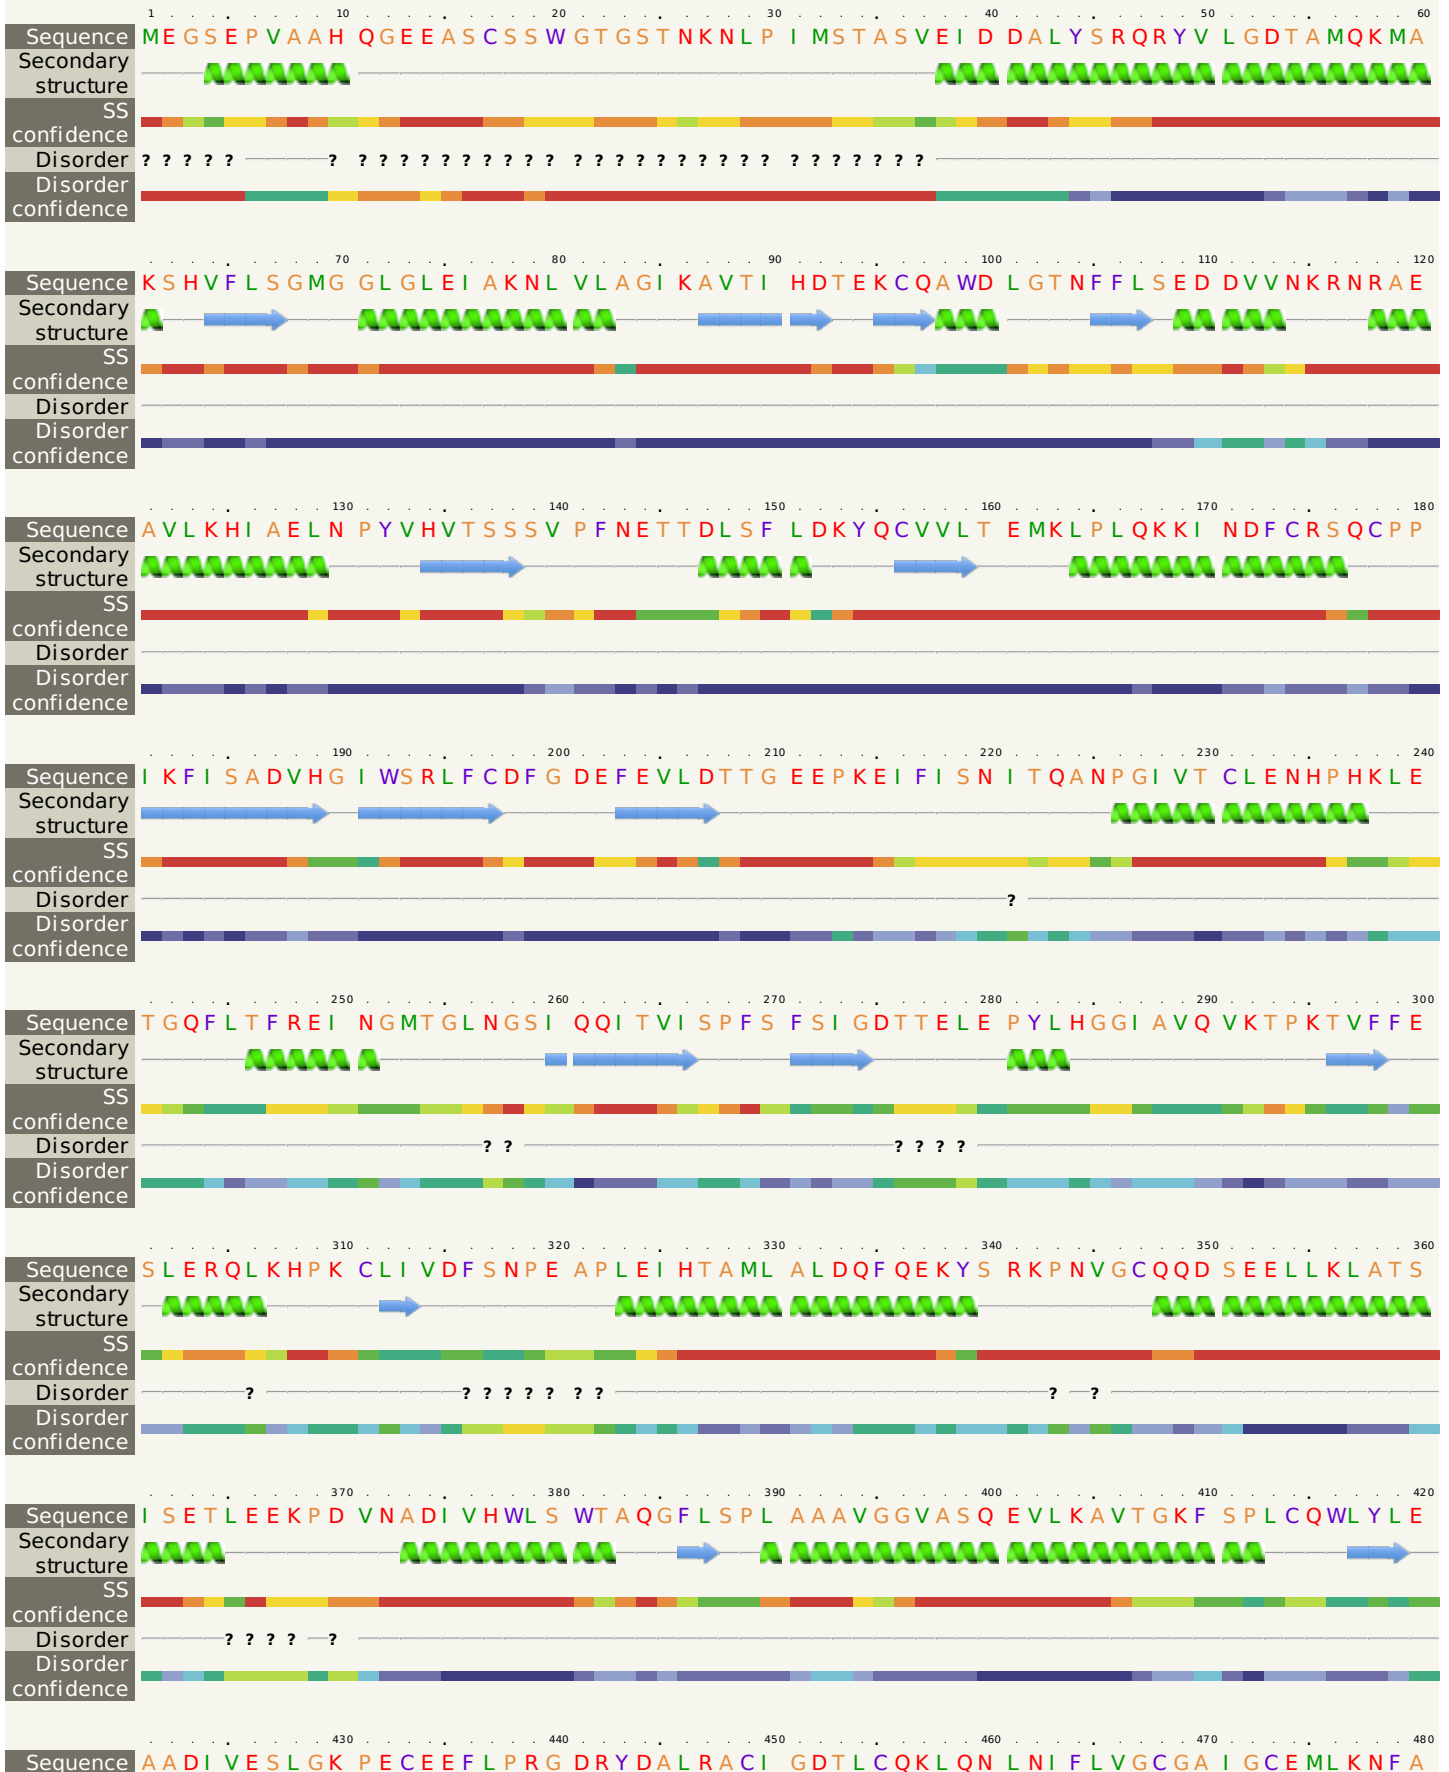 1 . . . . . . . . 10 . . . . . . . . . 20 . . . . . . . . . 30 . . . . . . . . . 40 . . . . . . . . . 50 . . . . . . . . . 60
Sequence MEGSEPVAAH QGEEASCSSW GTGSTNKNLP IMSTASVEID DALYSRQRYV LGDTAMQKMA
Secondary
structure
SS
confidence
Disorder ? ? ? ? ? ? ? ? ? ? ? ? ? ? ? ? ? ? ? ? ? ? ? ? ? ? ? ? ? ? ? ? ? ?
Disorder
confidence
. . . . . . . . . 70 . . . . . . . . . 80 . . . . . . . . . 90 . . . . . . . . . 100 . . . . . . . . . 110 . . . . . . . . . 120
Sequence KSHVFLSGMG GLGLEIAKNL VLAGIKAVTI HDTEKCQAWD LGTNFFLSED DVVNKRNRAE
Secondary
structure
SS
confidence
Disorder
Disorder
confidence
. . . . . . . . . 130 . . . . . . . . . 140 . . . . . . . . . 150 . . . . . . . . . 160 . . . . . . . . . 170 . . . . . . . . . 180
Sequence AVLKHIAELN PYVHVTSSSV PFNETTDLSF LDKYQCVVLT EMKLPLQKKI NDFCRSQCPP
Secondary
structure
SS
confidence
Disorder
Disorder
confidence
. . . . . . . . . 190 . . . . . . . . . 200 . . . . . . . . . 210 . . . . . . . . . 220 . . . . . . . . . 230 . . . . . . . . . 240
Sequence IKFISADVHG IWSRLFCDFG DEFEVLDTTG EEPKEIFISN ITQANPGIVT CLENHPHKLE
Secondary
structure
SS
confidence
Disorder ?
Disorder
confidence
. . . . . . . . . 250 . . . . . . . . . 260 . . . . . . . . . 270 . . . . . . . . . 280 . . . . . . . . . 290 . . . . . . . . . 300
Sequence TGQFLTFREI NGMTGLNGSI QQITVISPFS FSIGDTTELE PYLHGGIAVQ VKTPKTVFFE
Secondary
structure
SS
confidence
Disorder ? ? ? ? ? ?
Disorder
confidence
. . . . . . . . . 310 . . . . . . . . . 320 . . . . . . . . . 330 . . . . . . . . . 340 . . . . . . . . . 350 . . . . . . . . . 360
Sequence SLERQLKHPK CLIVDFSNPE APLEIHTAML ALDQFQEKYS RKPNVGCQQD SEELLKLATS
Secondary
structure
SS
confidence
Disorder ? ? ? ? ? ? ? ? ? ?
Disorder
confidence
. . . . . . . . . 370 . . . . . . . . . 380 . . . . . . . . . 390 . . . . . . . . . 400 . . . . . . . . . 410 . . . . . . . . . 420
Sequence ISETLEEKPD VNADIVHWLS WTAQGFLSPL AAAVGGVASQ EVLKAVTGKF SPLCQWLYLE
Secondary
structure
SS
confidence
Disorder ? ? ? ? ?
Disorder
confidence
. . . . . . . . . 430 . . . . . . . . . 440 . . . . . . . . . 450 . . . . . . . . . 460 . . . . . . . . . 470 . . . . . . . . . 480
Sequence AADIVESLGK PECEEFLPRG DRYDALRACI GDTLCQKLQN LNIFLVGCGA IGCEMLKNFA